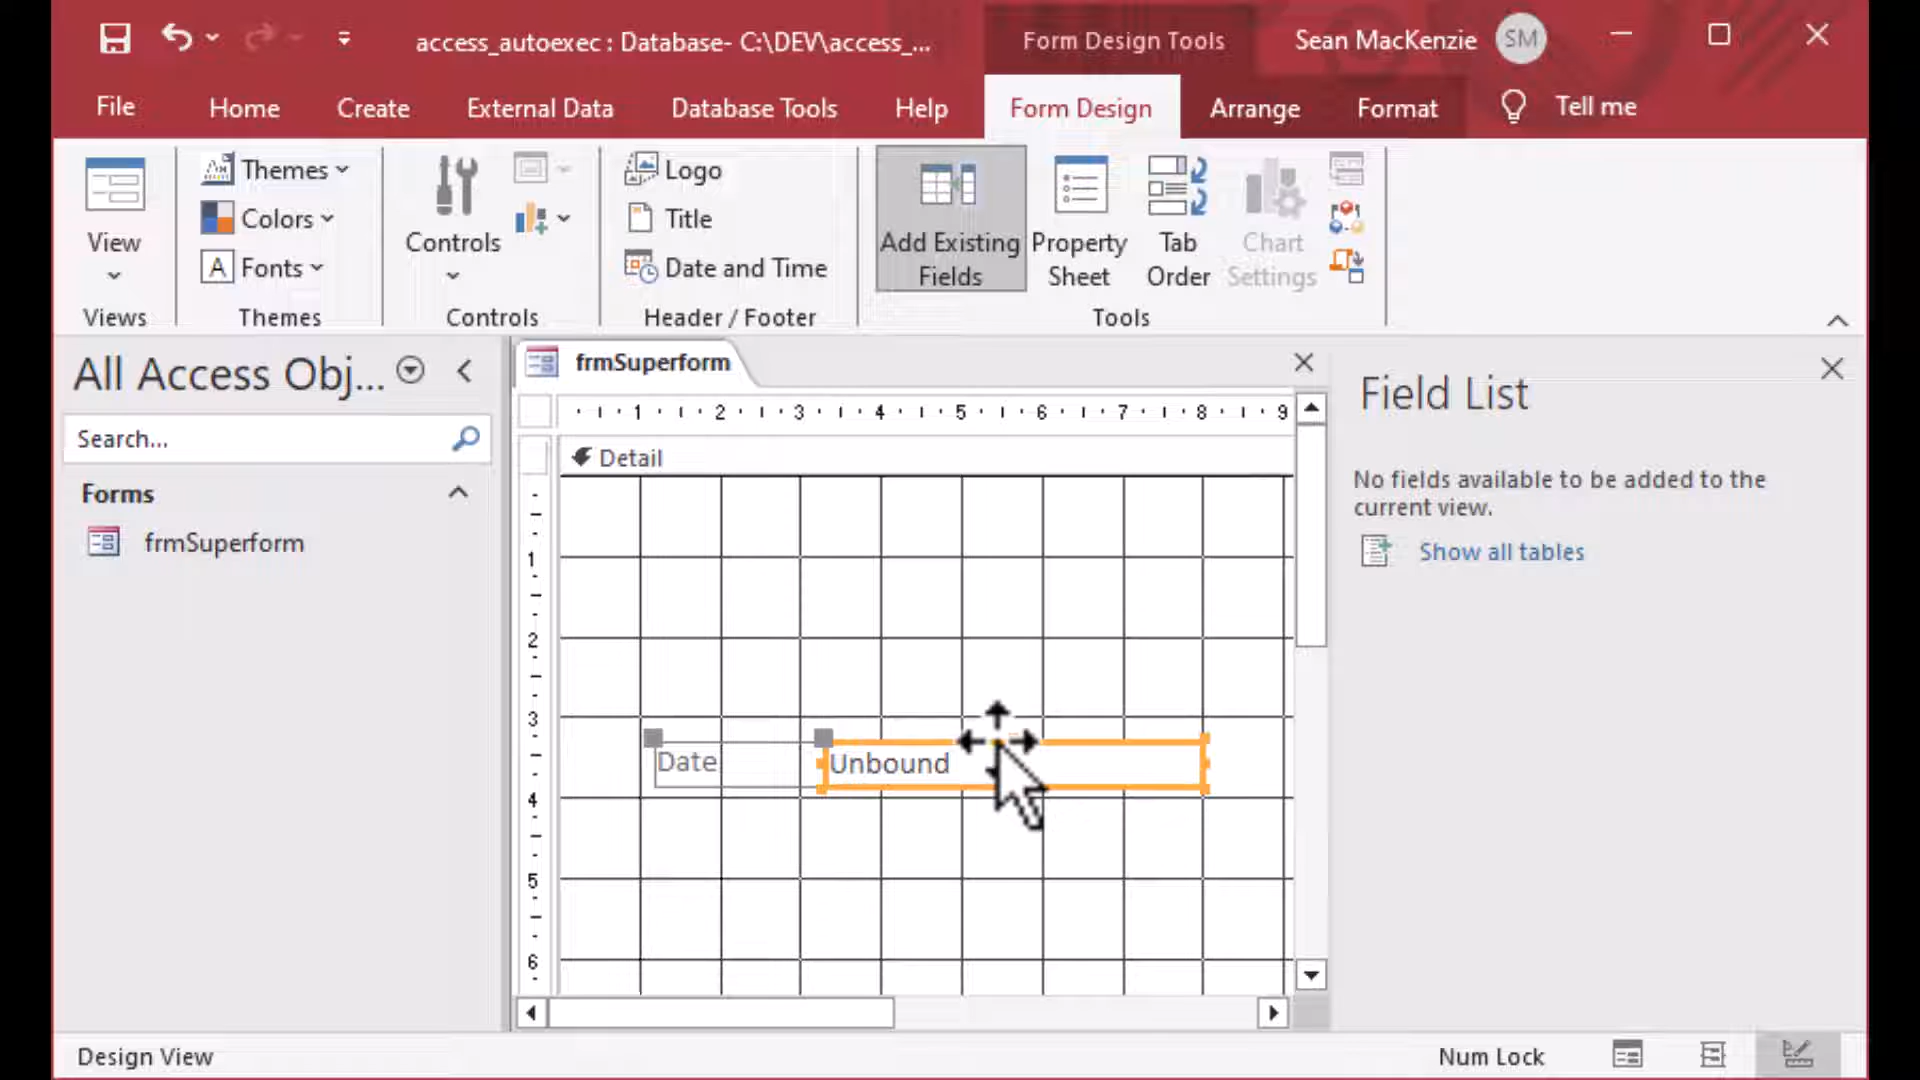 access_autoexec : Database- C:\DEV\access_...
Form Design Tools
Sean MacKenzie
SM
File
Home
Create
External Data
Database Tools
Help
Form Design
Arrange
Format
Tell me
View
Views
Themes
Colors
A
Fonts
Themes
Controls
Controls
Logo
Title
Date and Time
Header / Footer
Add Existing
Fields
Property
Sheet
Tab
Order
Chart
Settings
Tools
All Access Obj...
Search...
Forms
frmSuperform
frmSuperform
1 2 3 4 5 6 7 8 9
Detail
1
2
3
4
5
6
Date
Unbound
Field List
No fields available to be added to the
current view.
Show all tables
Design View
Num Lock